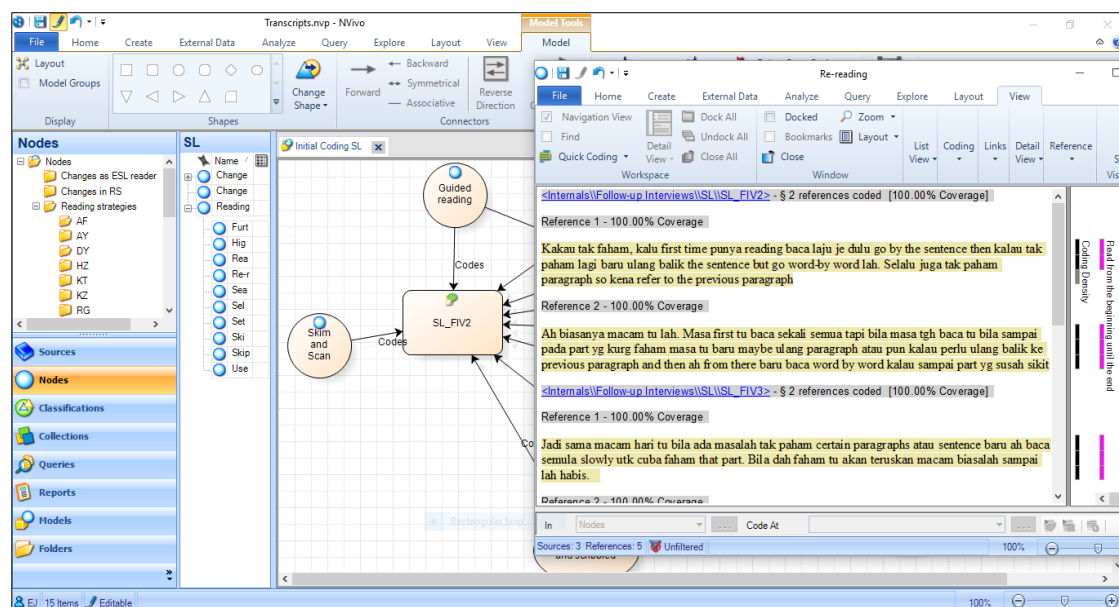 Transcripts.nvp - NVivo
Model Tools
File Home Create External Data Analyze Query Explore Layout View Model
Layout
Model Groups
Display
Shapes
Change Shape
Forward
Backward
Symmetrical
Associative
Reverse Direction
Connectors
Nodes
Nodes
Changes as ESL reader
Changes in RS
Reading strategies
AF
AY
DY
HZ
KT
KZ
RG
Sources
Nodes
Classifications
Collections
Queries
Reports
Models
Folders
SL
Name
Change
Change
Reading
Furt
Hig
Rea
Re-r
Sea
Sel
Set
Ski
Skip
Use
Initial Coding SL
Guided
reading
Codes
SL_FIV2
Skim
and
Scan
Codes
Co
and scribbled
Rectangular Snip
Re-reading
File Home Create External Data Analyze Query Explore Layout View
Navigation View
Find
Quick Coding
Detail View
Dock All
Undock All
Close All
Workspace
Docked
Bookmarks
Close
Zoom
Layout
Window
List View
Coding
Links
Detail View
Reference
S
Vis
<Internals\\Follow-up Interviews\\SL\\SL_FIV2> - § 2 references coded [100.00% Coverage]
Reference 1 - 100.00% Coverage
Kakau tak faham, kalu first time punya reading baca laju je dulu go by the sentence then kalau tak
paham lagi baru ulang balik the sentence but go word-by word lah. Selalu juga tak paham
paragraph so kena refer to the previous paragraph
Reference 2 - 100.00% Coverage
Ah biasanya macam tu lah. Masa first tu baca sekali semua tapi bila masa tgh baca tu bila sampai
pada part yg kurg faham masa tu baru maybe ulang paragraph atau pun kalau perlu ulang balik ke
previous paragraph and then ah from there baru baca word by word kalau sampai part yg susah sikit
<Internals\\Follow-up Interviews\\SL\\SL_FIV3> - § 2 references coded [100.00% Coverage]
Reference 1 - 100.00% Coverage
Jadi sama macam hari tu bila ada masalah tak paham certain paragraphs atau sentence baru ah baca
semula slowly utk cuba faham that part. Bila dah faham tu akan teruskan macam biasalah sampai
lah habis.
Reference 2 - 100.00% Coverage
Coding Density
Read from the beginning until the end
In Nodes Code At
Sources: 3 References: 5 Unfiltered
100%
EJ 15 Items Editable
100%